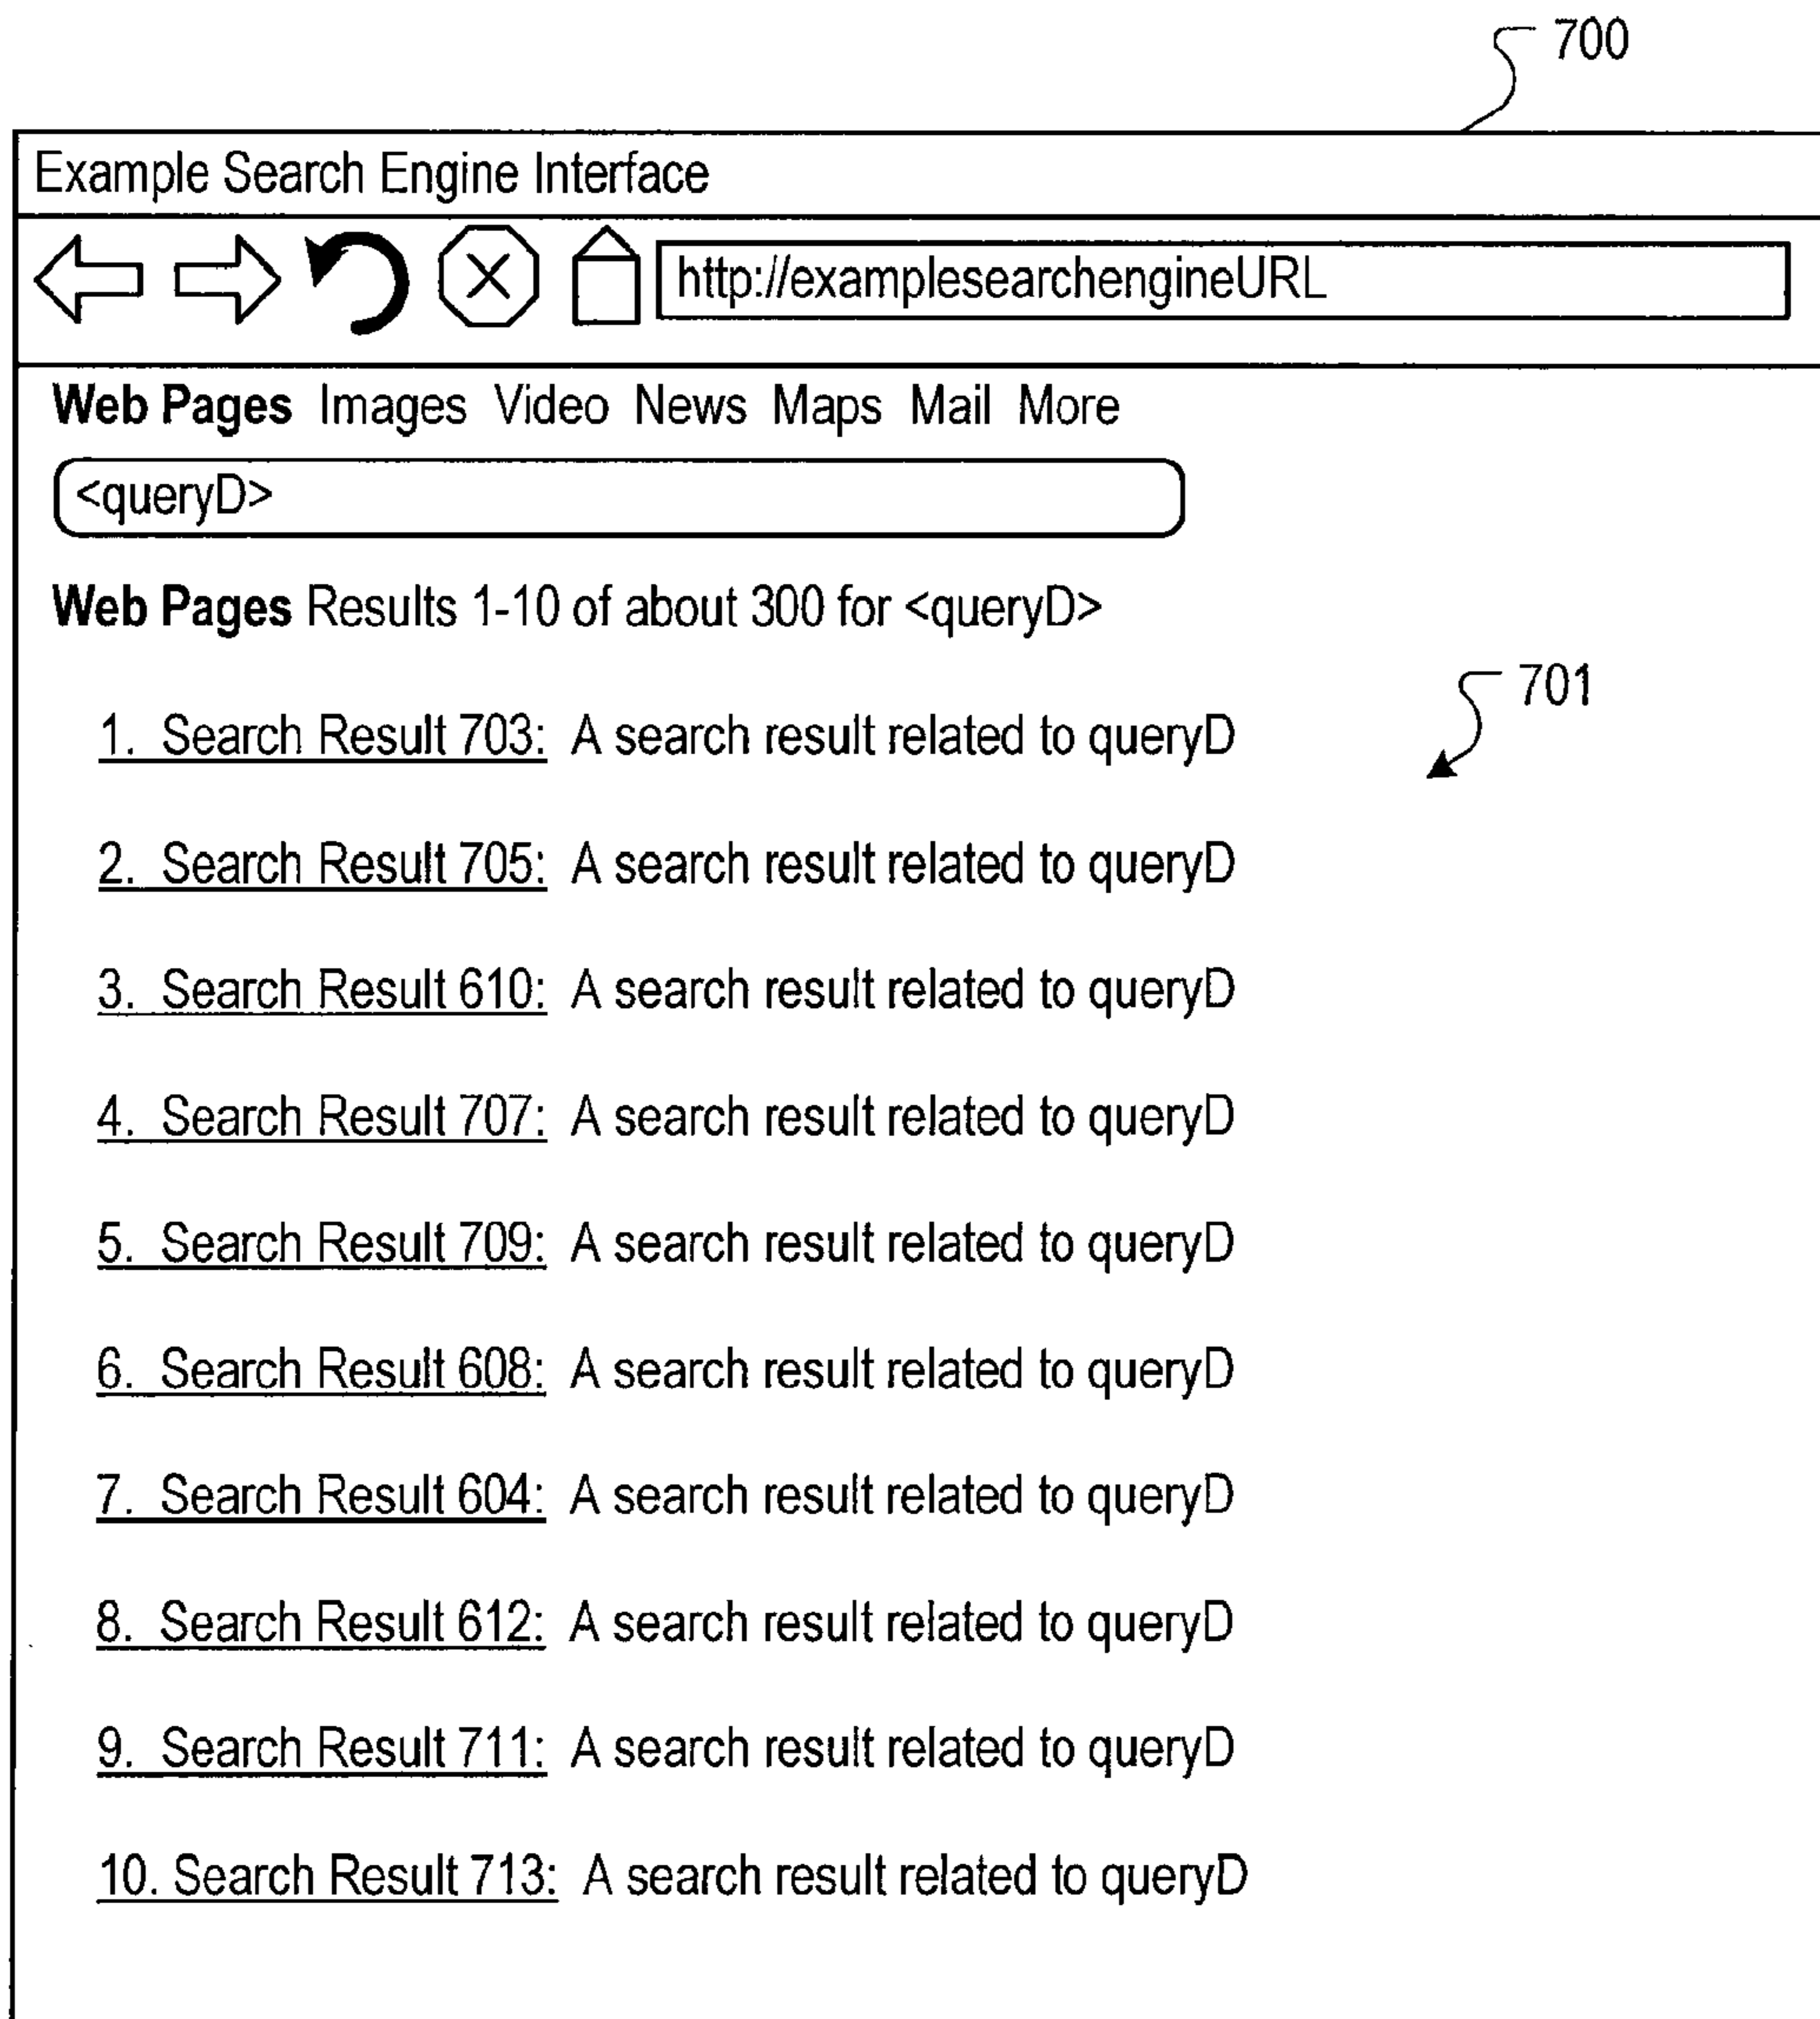 700
Example Search Engine Interface
http://examplesearchengineURL
Web Pages Images Video News Maps Mail More
<queryD>
Web Pages Results 1-10 of about 300 for <queryD>
701
1. Search Result 703: A search result related to queryD
2. Search Result 705: A search result related to queryD
3. Search Result 610: A search result related to queryD
4. Search Result 707: A search result related to queryD
5. Search Result 709: A search result related to queryD
6. Search Result 608: A search result related to queryD
7. Search Result 604: A search result related to queryD
8. Search Result 612: A search result related to queryD
9. Search Result 711: A search result related to queryD
10. Search Result 713: A search result related to queryD